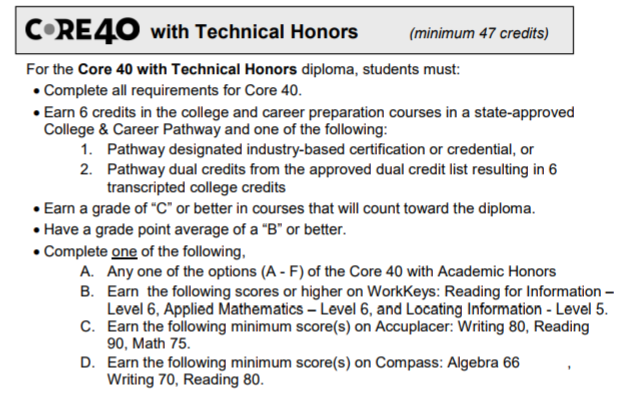 CORE40 with Technical Honors (minimum 47 credits)
For the Core 40 with Technical Honors diploma, students must:
• Complete all requirements for Core 40.
• Earn 6 credits in the college and career preparation courses in a state-approved
College & Career Pathway and one of the following:
1. Pathway designated industry-based certification or credential, or
2. Pathway dual credits from the approved dual credit list resulting in 6
transcripted college credits
• Earn a grade of “C” or better in courses that will count toward the diploma.
• Have a grade point average of a “B” or better.
• Complete one of the following,
A. Any one of the options (A - F) of the Core 40 with Academic Honors
B. Earn the following scores or higher on WorkKeys: Reading for Information –
Level 6, Applied Mathematics – Level 6, and Locating Information - Level 5.
C. Earn the following minimum score(s) on Accuplacer: Writing 80, Reading
90, Math 75.
D. Earn the following minimum score(s) on Compass: Algebra 66 ,
Writing 70, Reading 80.